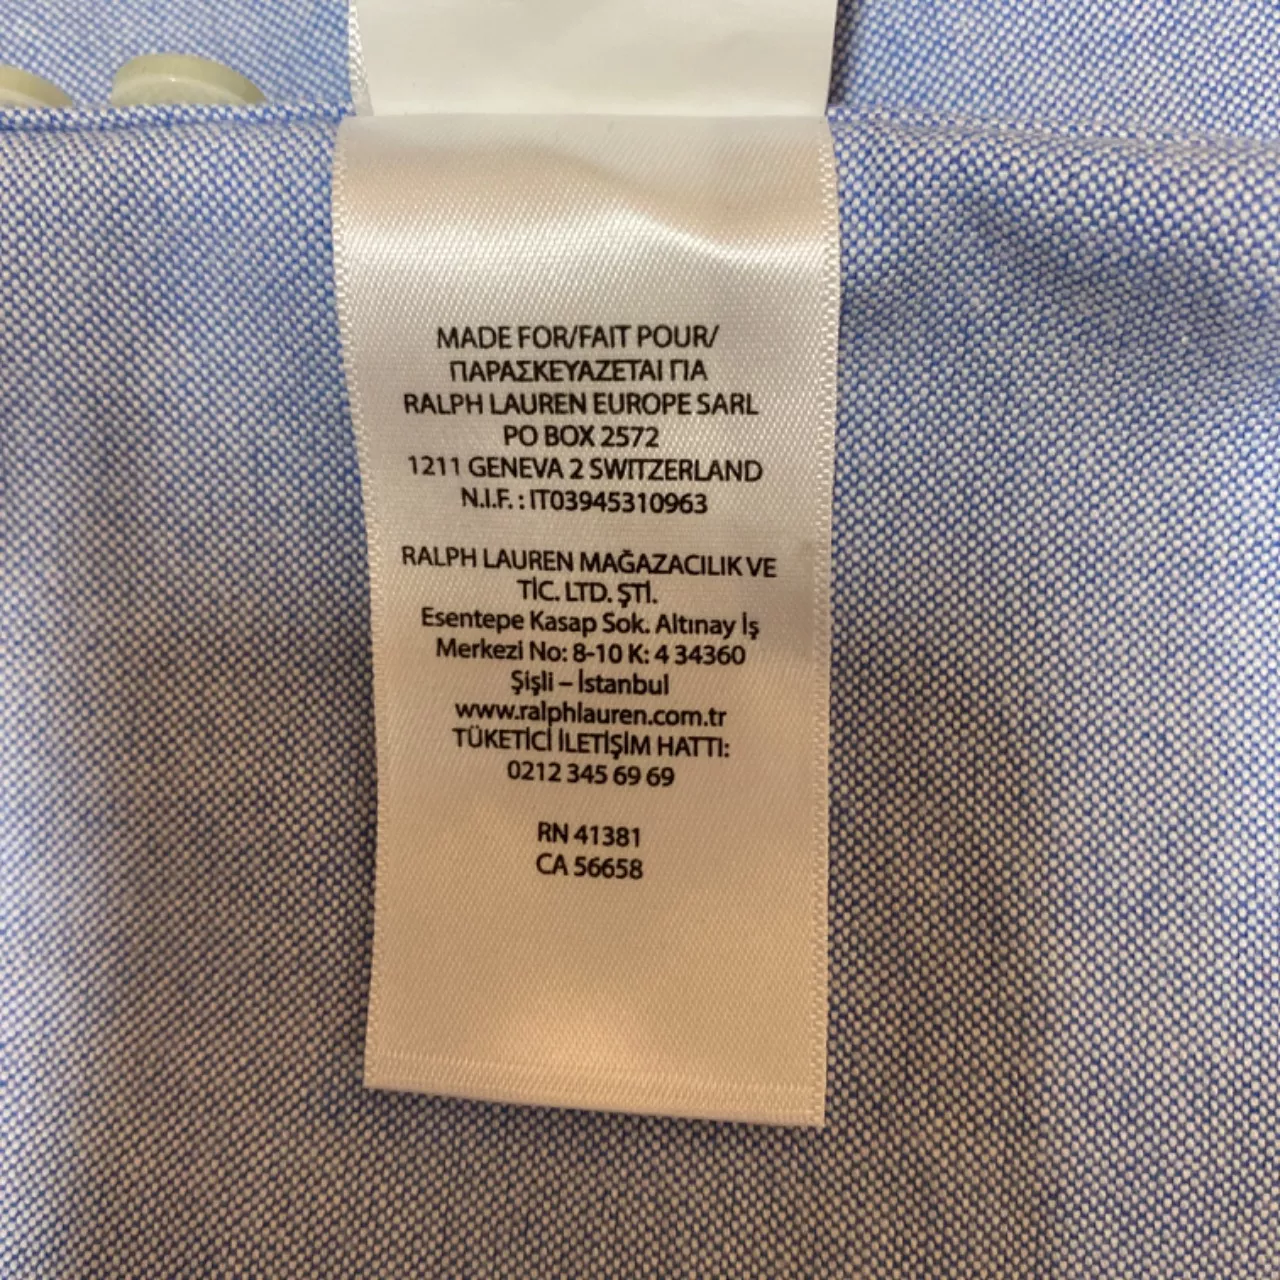 MADE FOR/FAIT POUR/
ΠΑΡΑΣΚΕΥΑΖΕΤΑΙ ΓΙΑ
RALPH LAUREN EUROPE SARL
PO BOX 2572
1211 GENEVA 2 SWITZERLAND
N.I.F. : IT03945310963
RALPH LAUREN MAĞAZACILIK VE
TİC. LTD. ŞTİ.
Esentepe Kasap Sok. Altınay İş
Merkezi No: 8-10 K: 4 34360
Şişli – İstanbul
www.ralphlauren.com.tr
TÜKETİCİ İLETİŞİM HATTI:
0212 345 69 69
RN 41381
CA 56658